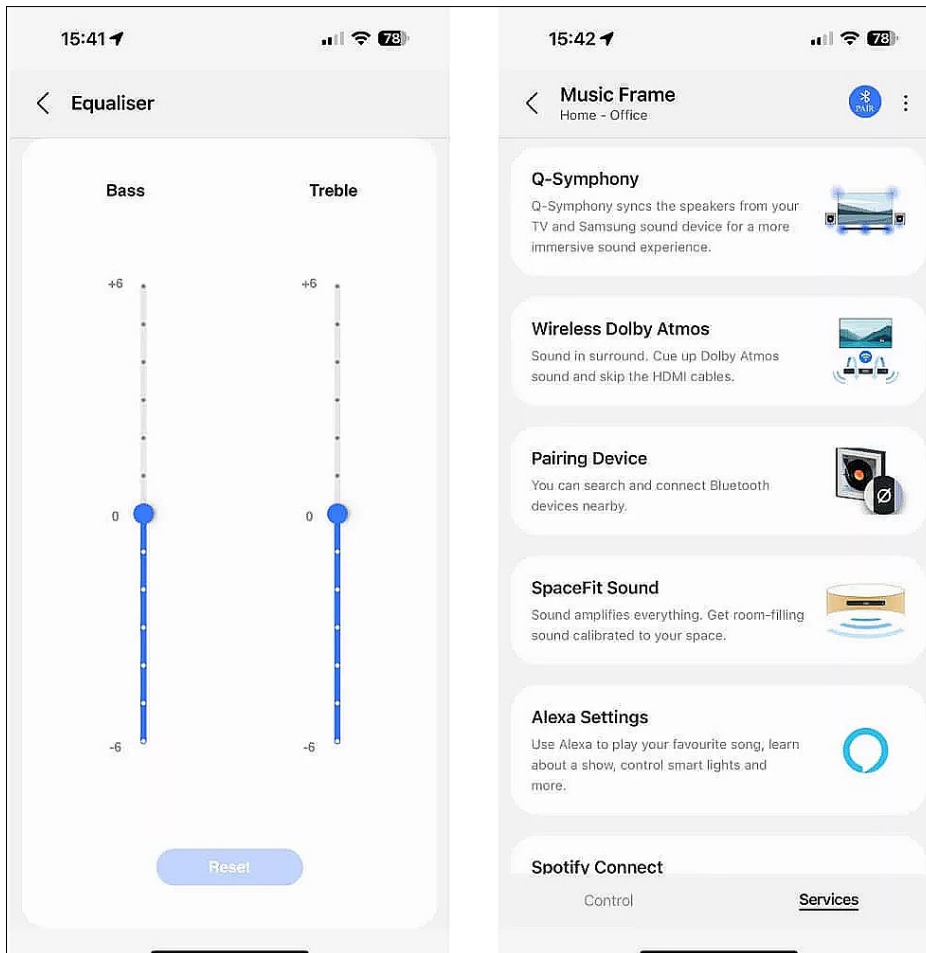 15:41
78
Equaliser
Bass
Treble
+6
+6
0
0
-6
-6
Reset
15:42
78
Music Frame
Home - Office
PAIR
Q-Symphony
Q-Symphony syncs the speakers from your
TV and Samsung sound device for a more
immersive sound experience.
Wireless Dolby Atmos
Sound in surround. Cue up Dolby Atmos
sound and skip the HDMI cables.
Pairing Device
You can search and connect Bluetooth
devices nearby.
SpaceFit Sound
Sound amplifies everything. Get room-filling
sound calibrated to your space.
Alexa Settings
Use Alexa to play your favourite song, learn
about a show, control smart lights and
more.
Spotify Connect
Control
Services